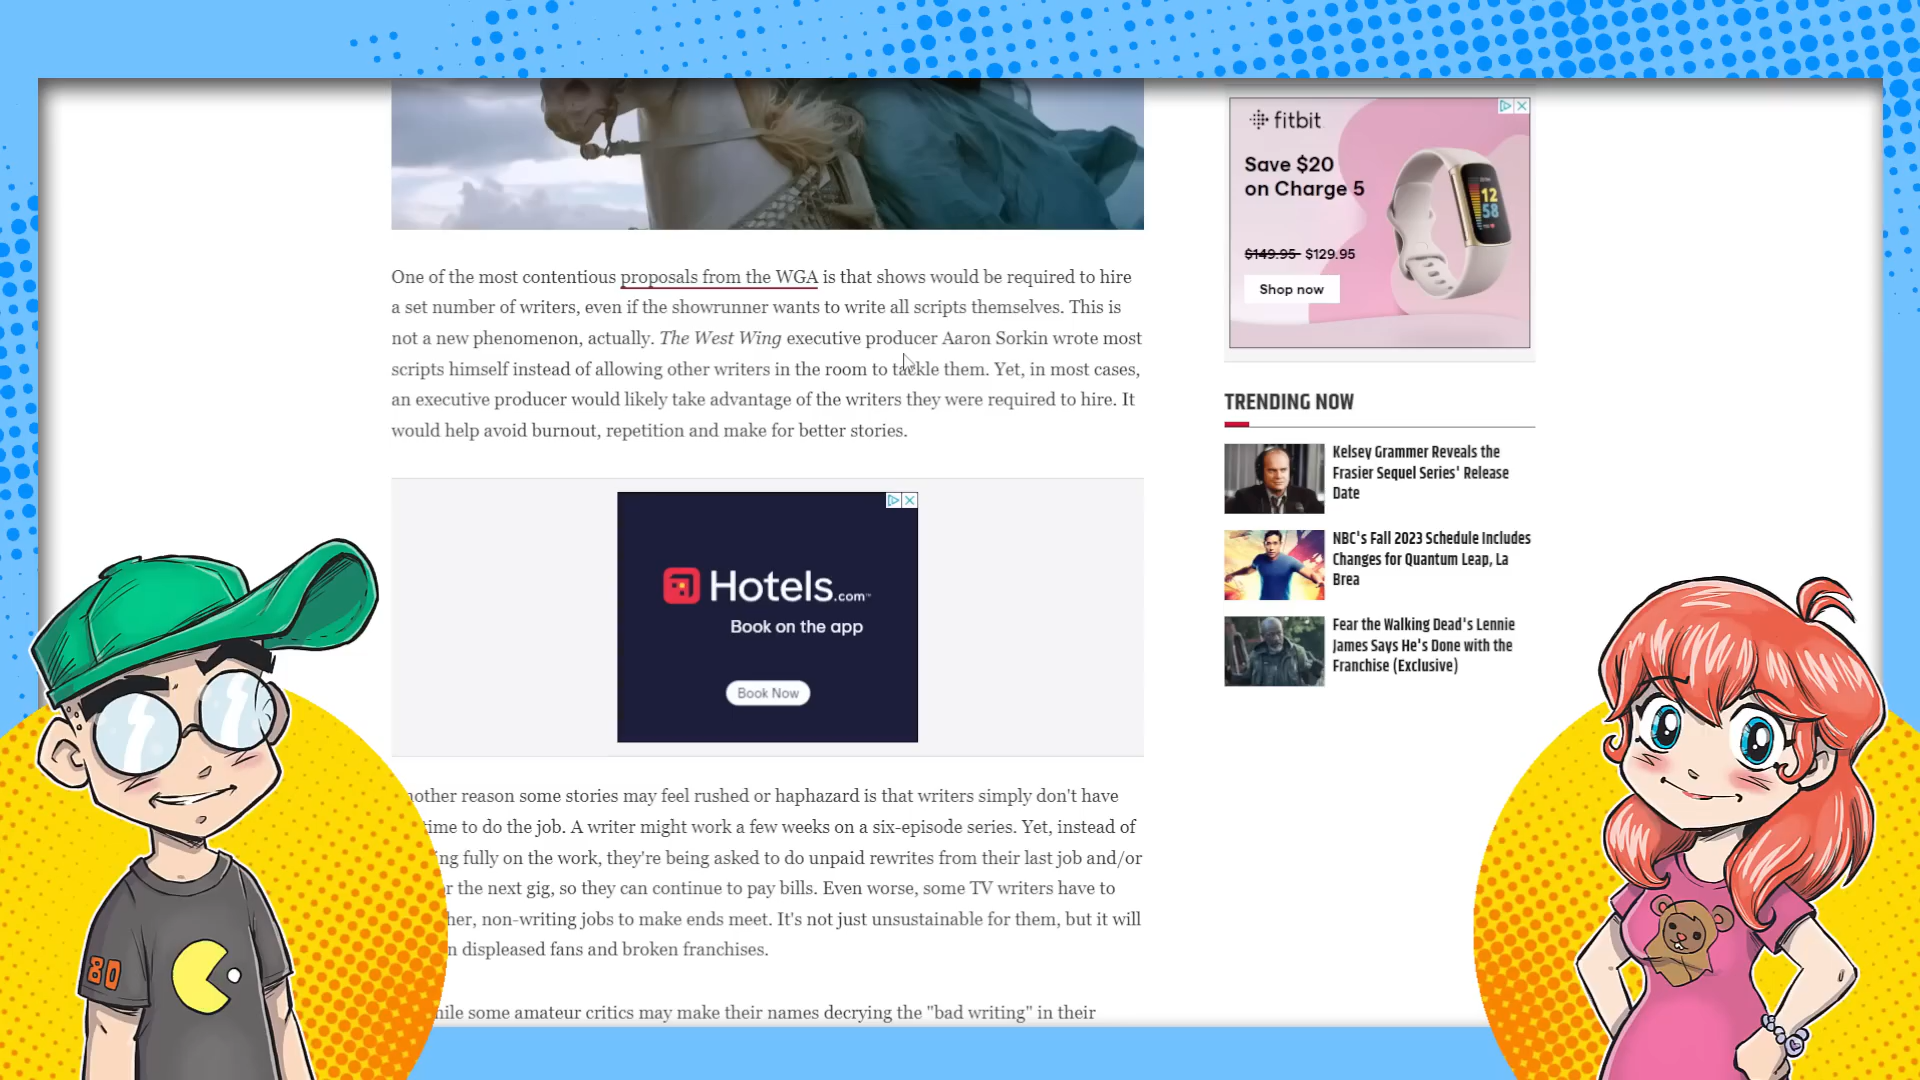 One of the most contentious proposals from the WGA is that shows would be required to hire
a set number of writers, even if the showrunner wants to write all scripts themselves. This is
not a new phenomenon, actually. The West Wing executive producer Aaron Sorkin wrote most
scripts himself instead of allowing other writers in the room to tackle them. Yet, in most cases,
an executive producer would likely take advantage of the writers they were required to hire. It
would help avoid burnout, repetition and make for better stories.
Hotels.com™
Book on the app
Book Now
reason some stories may feel rushed or haphazard is that writers simply don't have
time to do the job. A writer might work a few weeks on a six-episode series. Yet, instead of
fully on the work, they're being asked to do unpaid rewrites from their last job and/or
the next gig, so they can continue to pay bills. Even worse, some TV writers have to
non-writing jobs to make ends meet. It's not just unsustainable for them, but it will
displeased fans and broken franchises.
some amateur critics may make their names decrying the "bad writing" in their
fitbit
Save $20
on Charge 5
12
58
$149.95 $129.95
Shop now
TRENDING NOW
Kelsey Grammer Reveals the
Frasier Sequel Series' Release
Date
NBC's Fall 2023 Schedule Includes
Changes for Quantum Leap, La
Brea
Fear the Walking Dead's Lennie
James Says He's Done with the
Franchise (Exclusive)
80